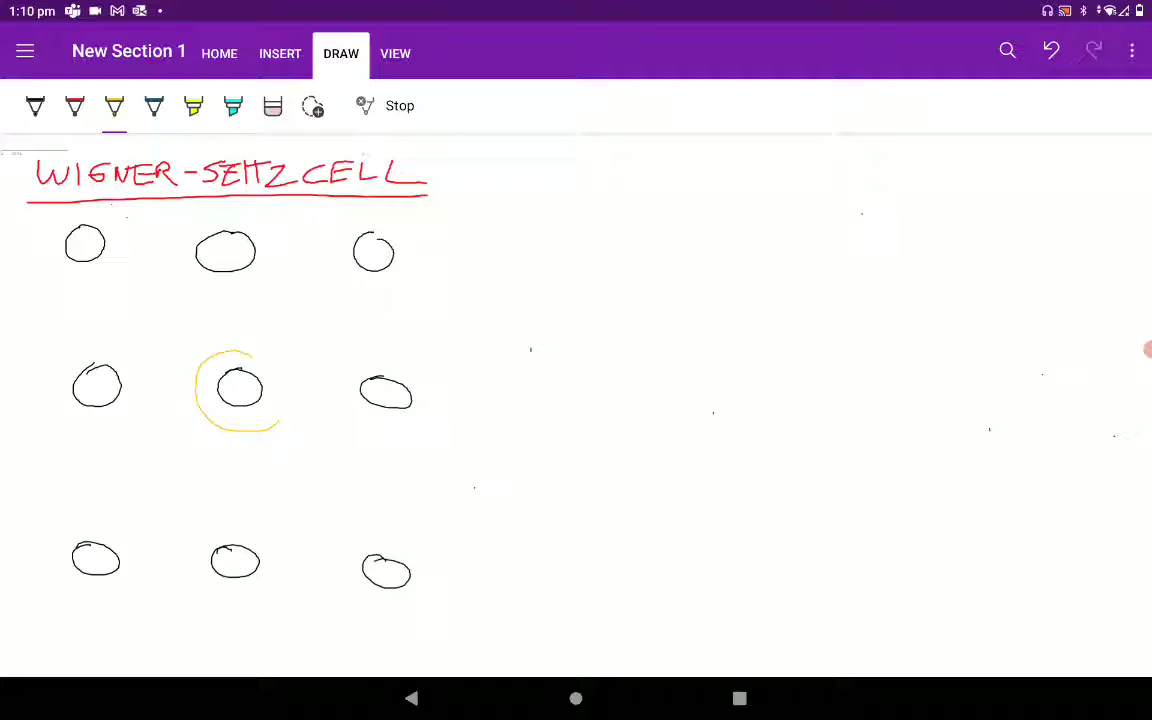 1:10 pm
New Section 1 HOME INSERT DRAW VIEW
Stop
WIGNER-SEITZ CELL